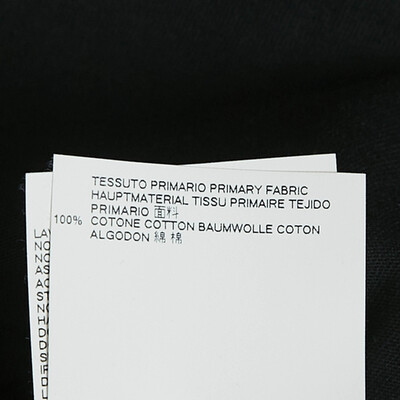 TESSUTO PRIMARIO PRIMARY FABRIC
HAUPTMATERIAL TISSU PRIMAIRE TEJIDO
PRIMARIO 面料
100% COTONE COTTON BAUMWOLLE COTON
ALGODON 綿 棉